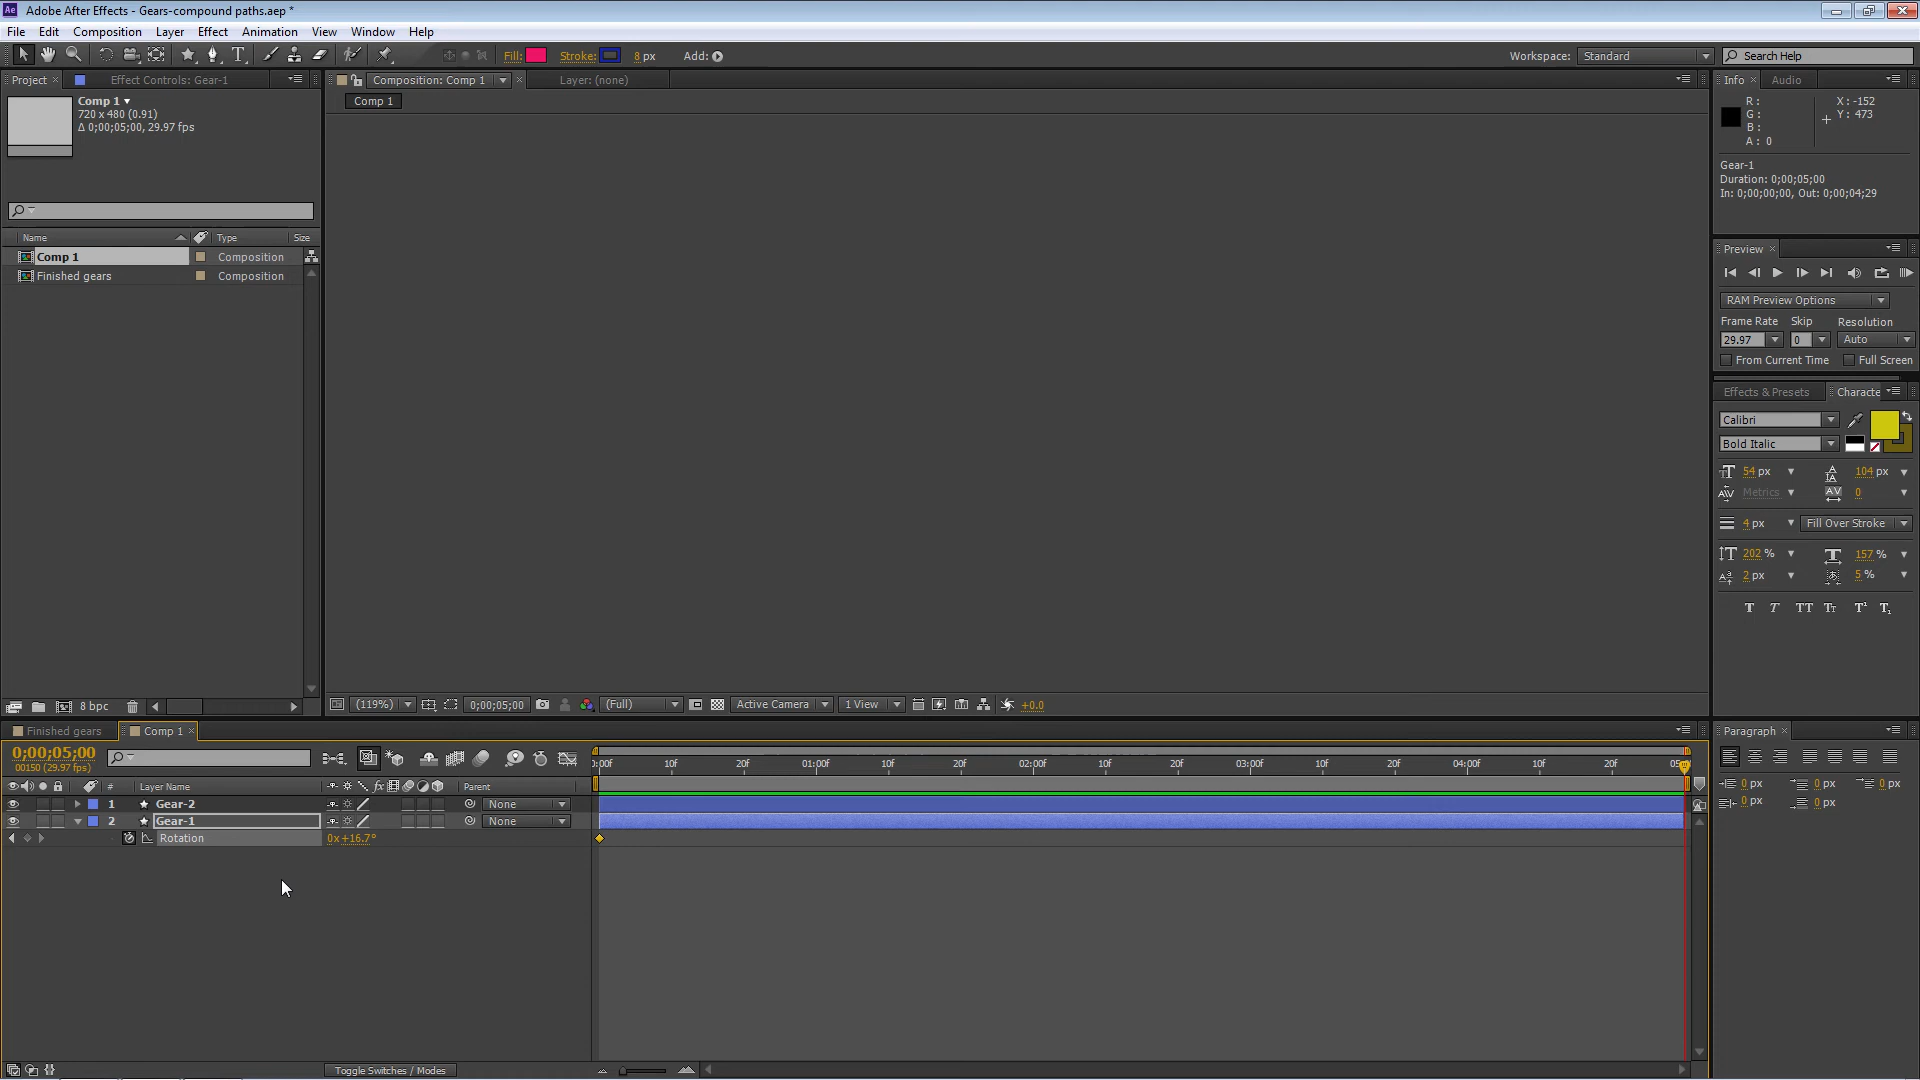 Adobe After Effects - Gears-compound paths.aep *
File Edit Composition Layer Effect Animation View Window Help
Fill: Stroke: 8 px Add: Workspace: Standard Search Help
Project Effect Controls: Gear-1 Composition: Comp 1 Layer: (none) Info Audio
Comp 1
720 x 480 (0.91)
Δ 0;00;05;00, 29.97 fps
Comp 1
R: X: -152
G: Y: 473
B:
A: 0
Gear-1
Duration: 0;00;05;00
In: 0;00;00;00, Out: 0;00;04;29
Name Type Size
Comp 1 Composition
Finished gears Composition
Preview
RAM Preview Options
Frame Rate Skip Resolution
29.97 0 Auto
From Current Time Full Screen
Effects & Presets Characte
Calibri
Bold Italic
54 px 104 px
Metrics 0
4 px Fill Over Stroke
202 % 157 %
2 px 5 %
T T TT Tт T¹ T₁
8 bpc (119%) 0;00;05;00 (Full) Active Camera 1 View +0.0
Finished gears Comp 1 Paragraph
0;00;05;00
00150 (29.97 fps)
0:00f 10f 20f 01:00f 10f 20f 02:00f 10f 20f 03:00f 10f 20f 04:00f 10f 20f 05:
# Layer Name fx Parent
1 Gear-2 None
2 Gear-1 None
Rotation 0x +16.7°
0 px 0 px 0 px
0 px 0 px
Toggle Switches / Modes